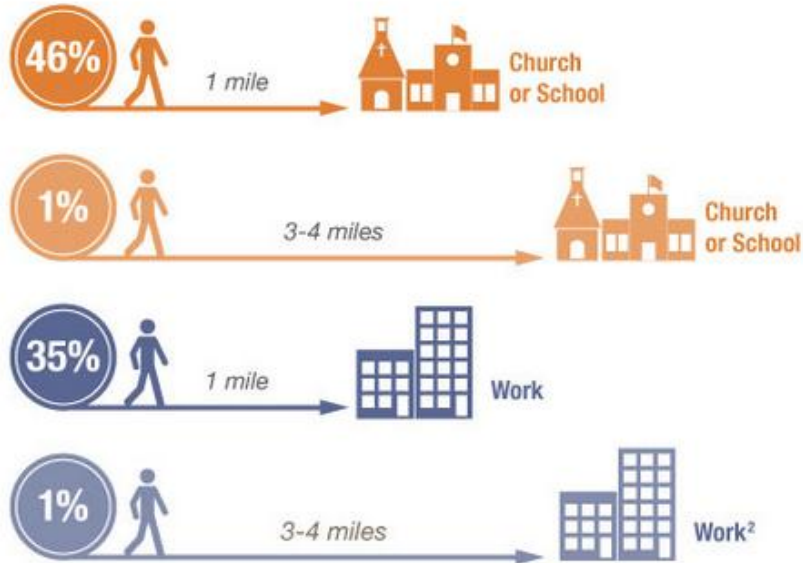 46%
1 mile
Church
or School
1%
3-4 miles
Church
or School
35%
1 mile
Work
1%
3-4 miles
Work²